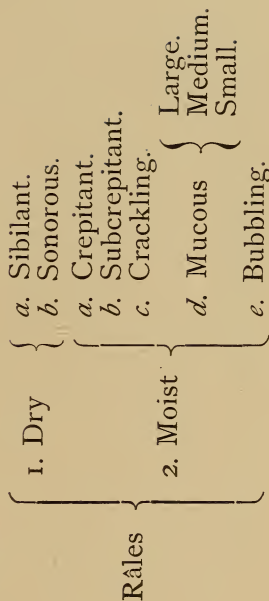 Râles
1. Dry
a. Sibilant.
b. Sonorous.
2. Moist
a. Crepitant.
b. Subcrepitant.
c. Crackling.
d. Mucous
Large.
Medium.
Small.
e. Bubbling.